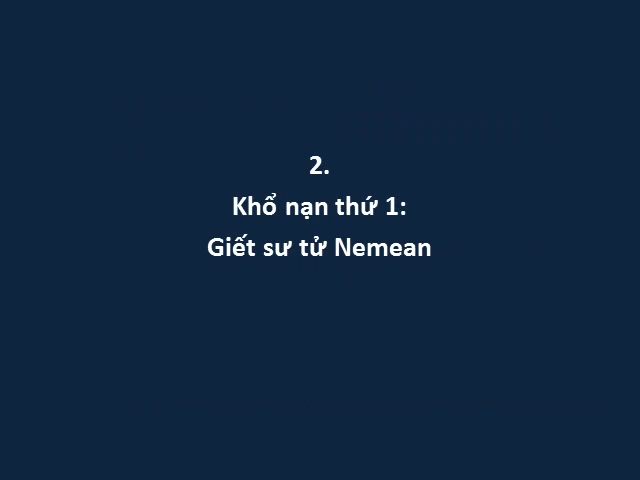 2.
Khổ nạn thứ 1:
Giết sư tử Nemean